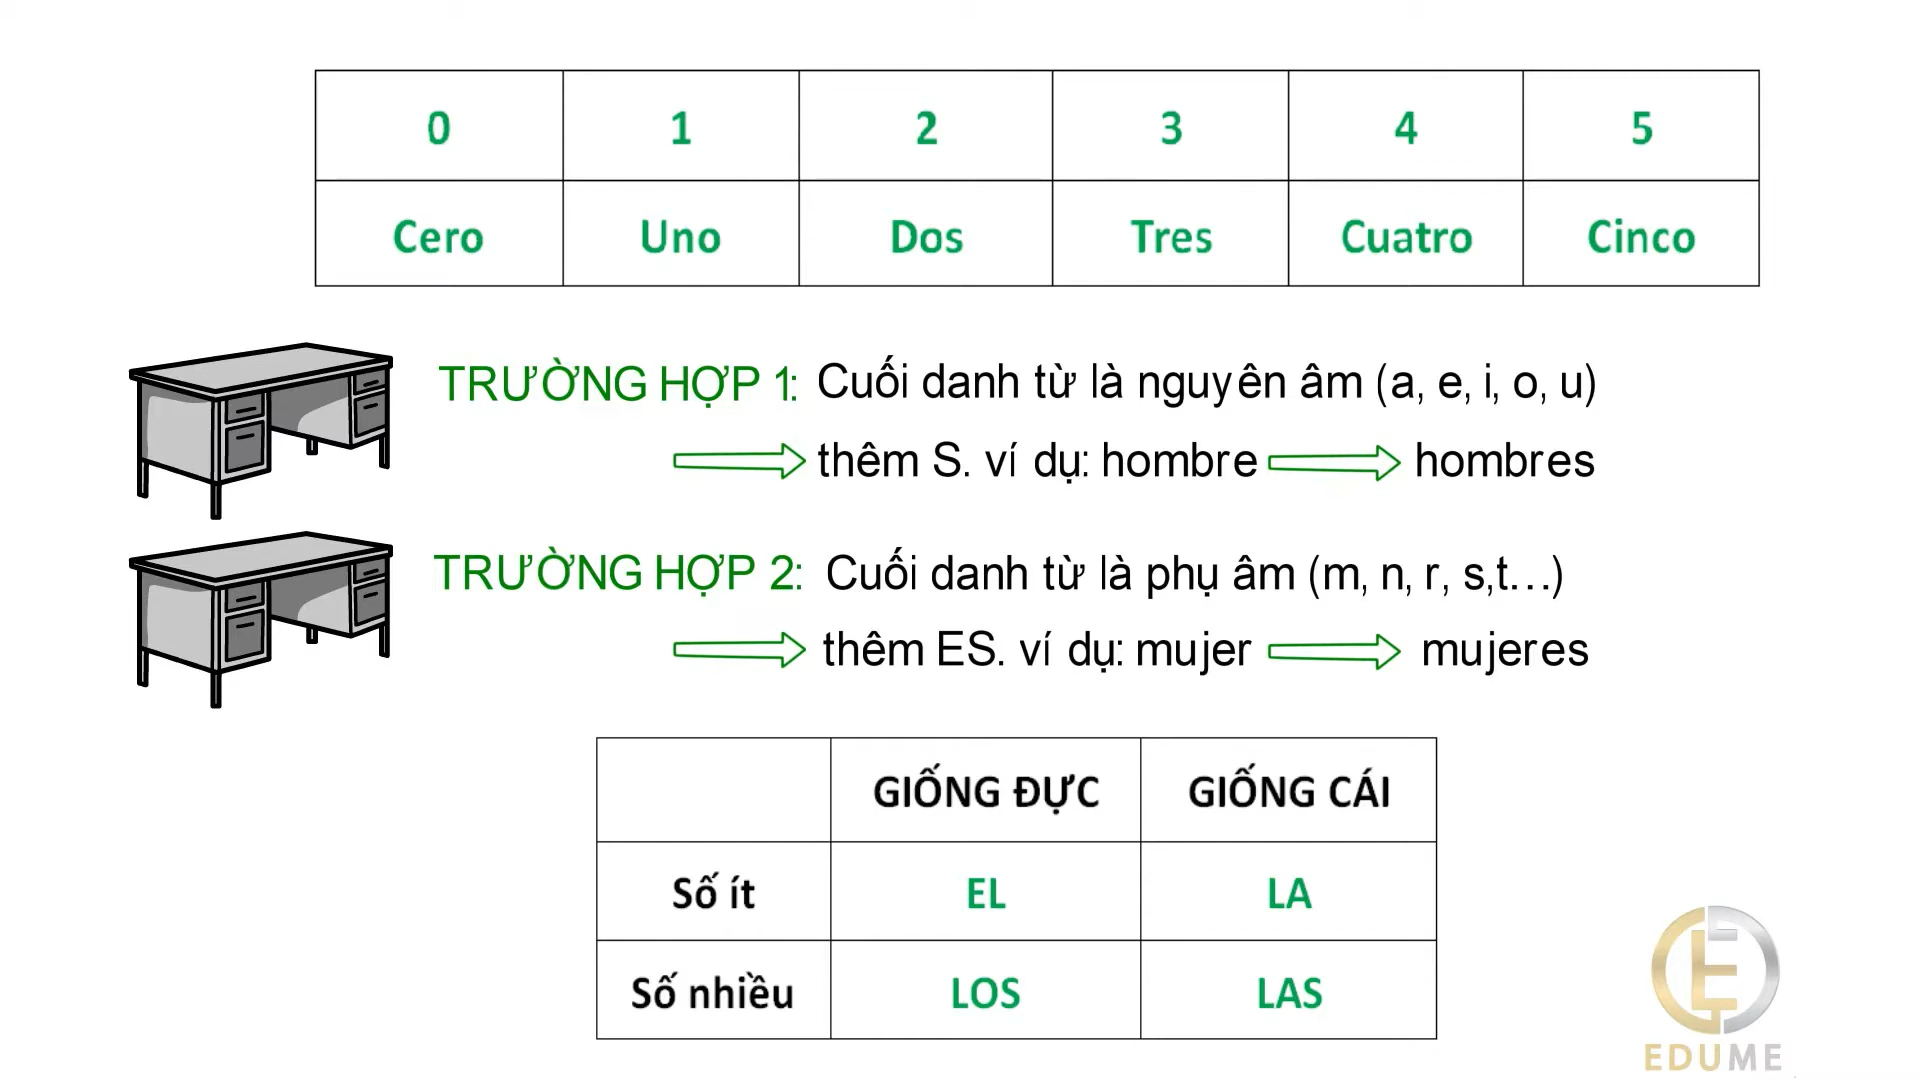 0 1 2 3 4 5
Cero Uno Dos Tres Cuatro Cinco
TRƯỜNG HỢP 1: Cuối danh từ là nguyên âm (a, e, i, o, u)
thêm S. ví dụ: hombre hombres
TRƯỜNG HỢP 2: Cuối danh từ là phụ âm (m, n, r, s,t...)
thêm ES. ví dụ: mujer mujeres
GIỐNG ĐỰC GIỐNG CÁI
Số ít EL LA
Số nhiều LOS LAS
EDUME